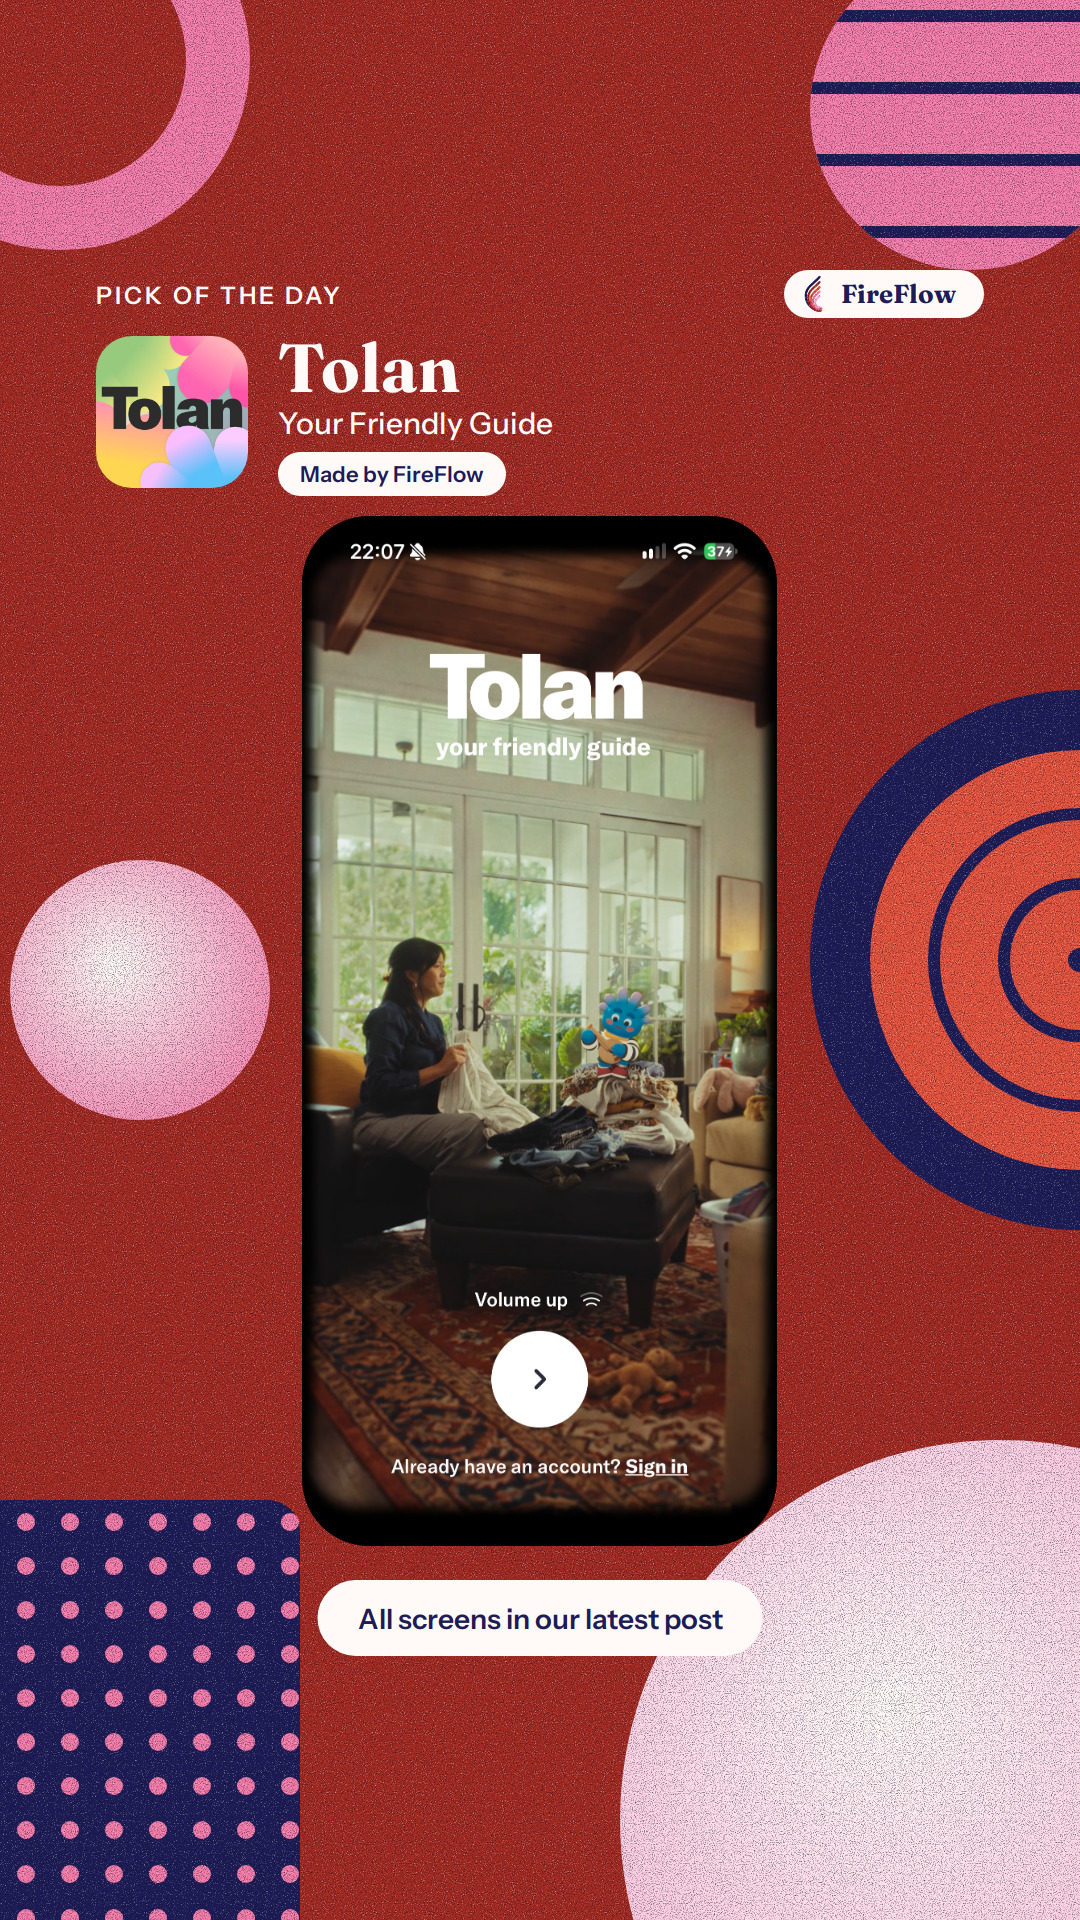 PICK OF THE DAY
FireFlow
Tolan
Tolan
Your Friendly Guide
Made by FireFlow
22:07
37
Tolan
your friendly guide
Volume up
Already have an account? Sign in
All screens in our latest post